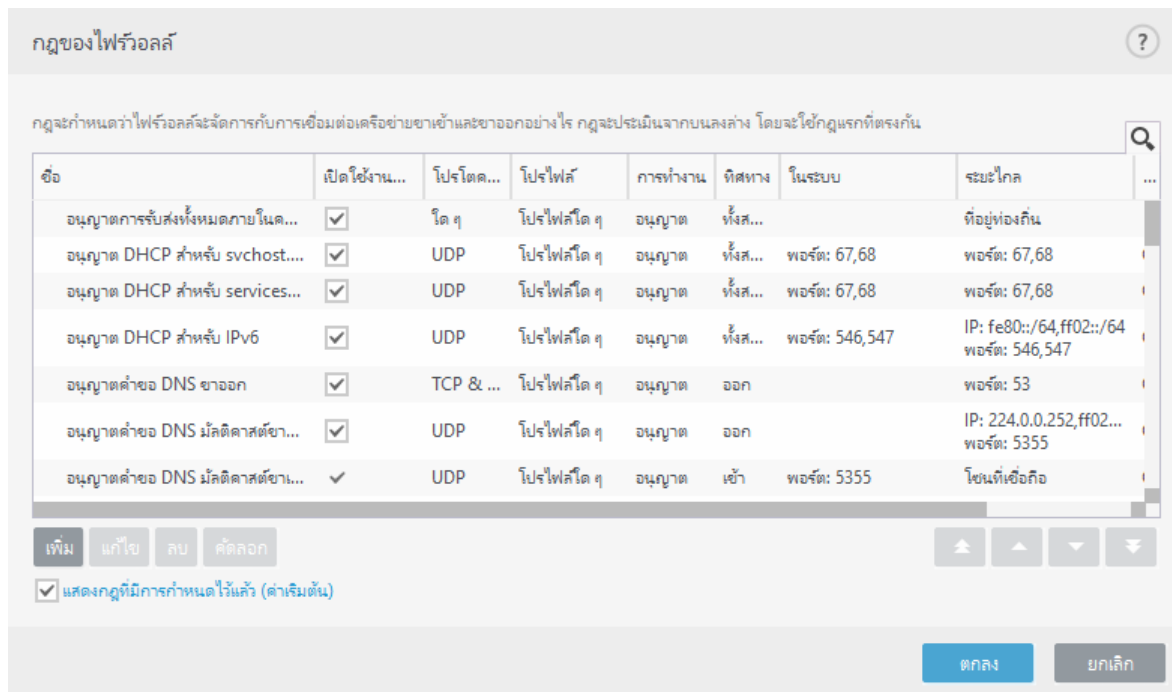 กฎของไฟร์วอลล์ ?
กฎจะกำหนดว่าไฟร์วอลล์จะจัดการกับการเชื่อมต่อเครือข่ายขาเข้าและขาออกอย่างไร กฎจะประเมินจากบนลงล่าง โดยจะใช้กฎแรกที่ตรงกัน
ชื่อ เปิดใช้งาน... โปรโตค... โปรไฟล์ การทำงาน ทิศทาง ในระบบ ระยะไกล ...
อนุญาตการรับส่งทั้งหมดภายในค... ใด ๆ โปรไฟล์ใด ๆ อนุญาต ทั้งส... ที่อยู่ท้องถิ่น
อนุญาต DHCP สำหรับ svchost.... UDP โปรไฟล์ใด ๆ อนุญาต ทั้งส... พอร์ต: 67,68 พอร์ต: 67,68
อนุญาต DHCP สำหรับ services... UDP โปรไฟล์ใด ๆ อนุญาต ทั้งส... พอร์ต: 67,68 พอร์ต: 67,68
อนุญาต DHCP สำหรับ IPv6 UDP โปรไฟล์ใด ๆ อนุญาต ทั้งส... พอร์ต: 546,547 IP: fe80::/64,ff02::/64
พอร์ต: 546,547
อนุญาตคำขอ DNS ขาออก TCP & ... โปรไฟล์ใด ๆ อนุญาต ออก พอร์ต: 53
อนุญาตคำขอ DNS มัลติคาสต์ขา... UDP โปรไฟล์ใด ๆ อนุญาต ออก IP: 224.0.0.252,ff02...
พอร์ต: 5355
อนุญาตคำขอ DNS มัลติคาสต์ขาเ... UDP โปรไฟล์ใด ๆ อนุญาต เข้า พอร์ต: 5355 โซนที่เชื่อถือ
เพิ่ม แก้ไข ลบ คัดลอก
แสดงกฎที่มีการกำหนดไว้แล้ว (ค่าเริ่มต้น)
ตกลง ยกเลิก